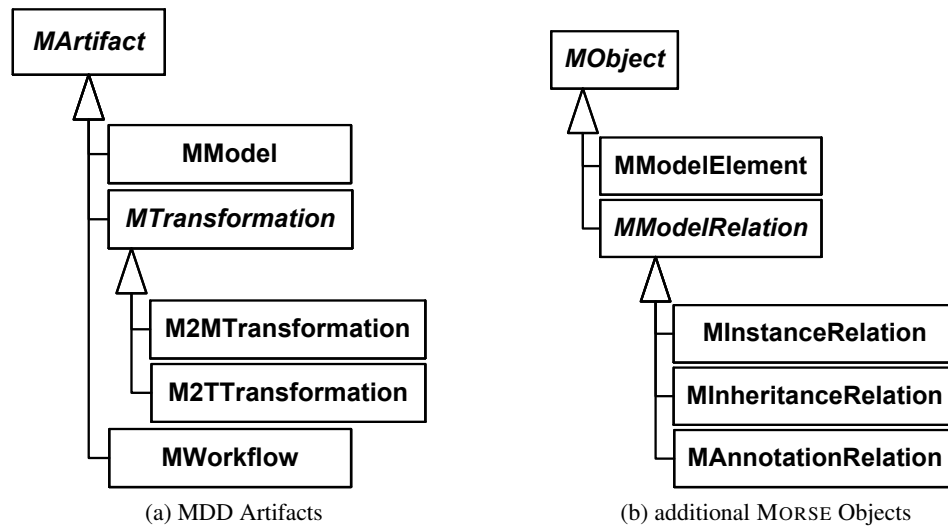 MArtifact
MModel
MTransformation
M2MTransformation
M2TTransformation
MWorkflow
(a) MDD Artifacts
MObject
MModelElement
MModelRelation
MInstanceRelation
MInheritanceRelation
MAnnotationRelation
(b) additional MORSE Objects